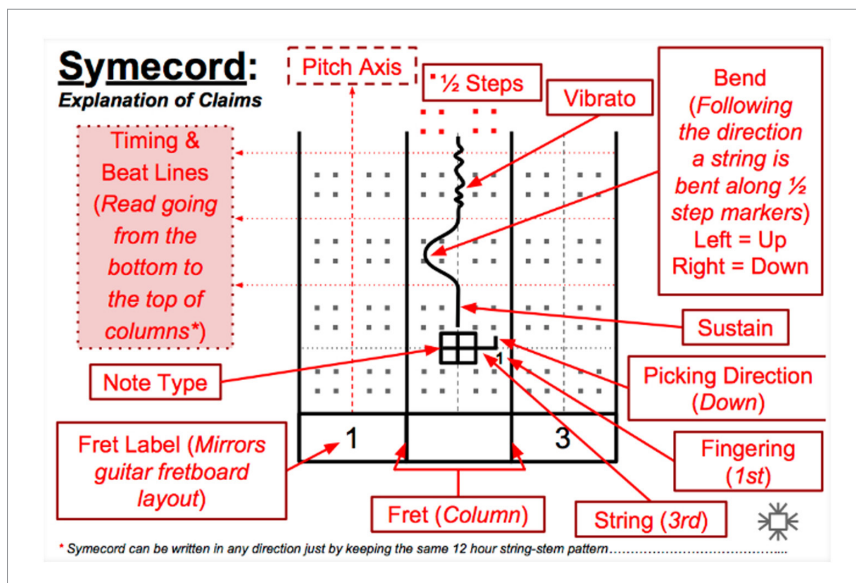 Symecord:
Explanation of Claims
Pitch Axis
½ Steps
Vibrato
Bend
(Following
the direction
a string is
bent along ½
step markers)
Left = Up
Right = Down
Timing &
Beat Lines
(Read going
from the
bottom to
the top of
columns*)
Sustain
Note Type
1
Picking Direction
(Down)
Fret Label (Mirrors
guitar fretboard
layout)
1
3
Fingering
(1st)
Fret (Column)
String (3rd)
* Symecord can be written in any direction just by keeping the same 12 hour string-stem pattern……………………………………....